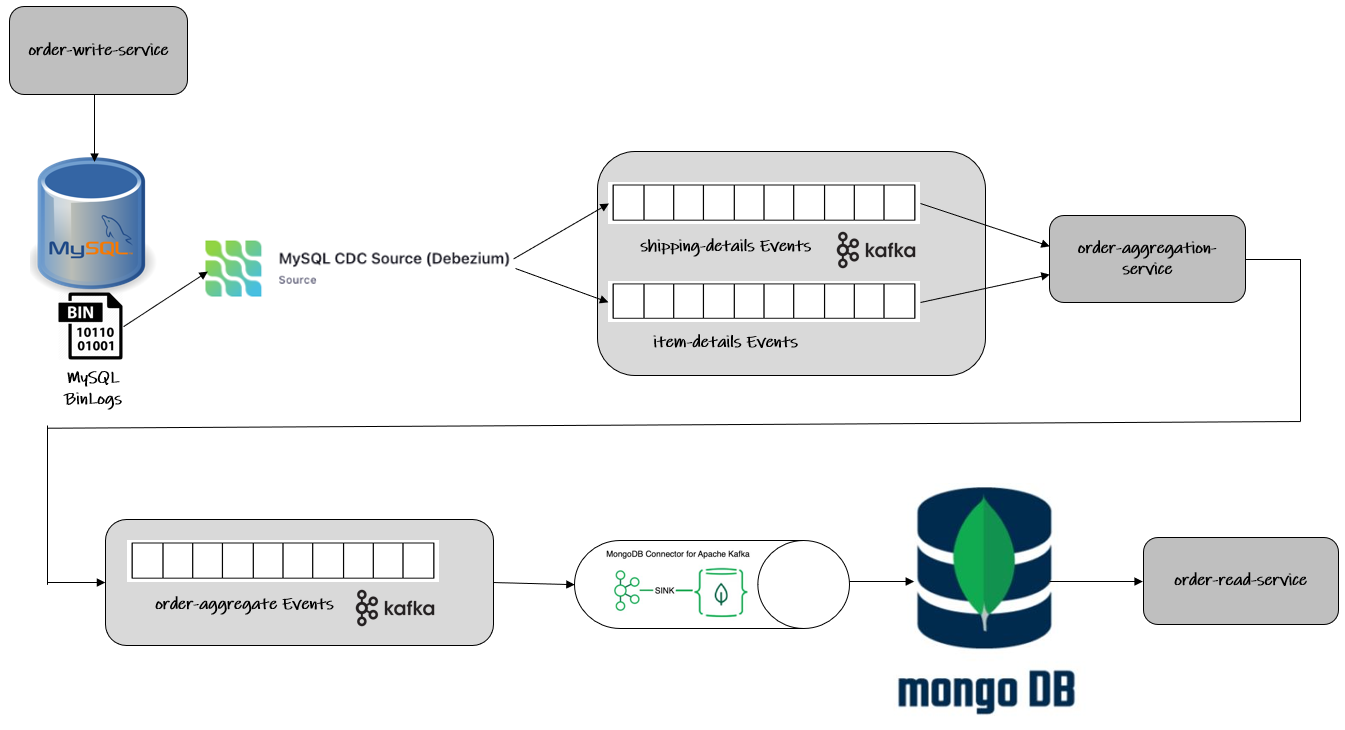 order-write-service
MySQL
BIN
10110
01001
MySQL
BinLogs
MySQL CDC Source (Debezium)
Source
shipping-details Events
kafka
item-details Events
order-aggregation-
service
order-aggregate Events
kafka
MongoDB Connector for Apache Kafka
SINK
mongo DB
order-read-service